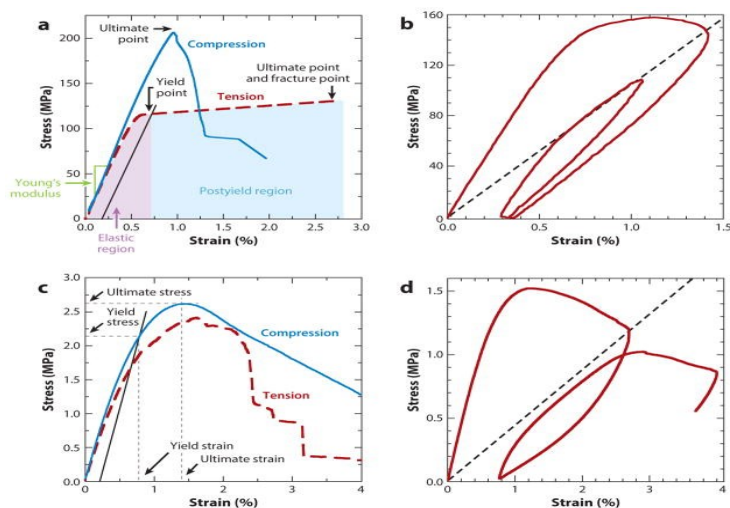 a
Ultimate point
Compression
Yield point
Ultimate point and fracture point
Tension
Young's modulus
Postyield region
Elastic region
Stress (MPa)
200
150
100
50
0
0
0.5
1.0
1.5
2.0
2.5
3.0
Strain (%)
b
Stress (MPa)
160
120
80
40
0
0
0.5
1.0
1.5
Strain (%)
c
Ultimate stress
Yield stress
Compression
Tension
Yield strain
Ultimate strain
Stress (MPa)
3.0
2.5
2.0
1.5
1.0
0.5
0.0
0
1
2
3
4
Strain (%)
d
Stress (MPa)
1.5
1.0
0.5
0
0
1
2
3
4
Strain (%)